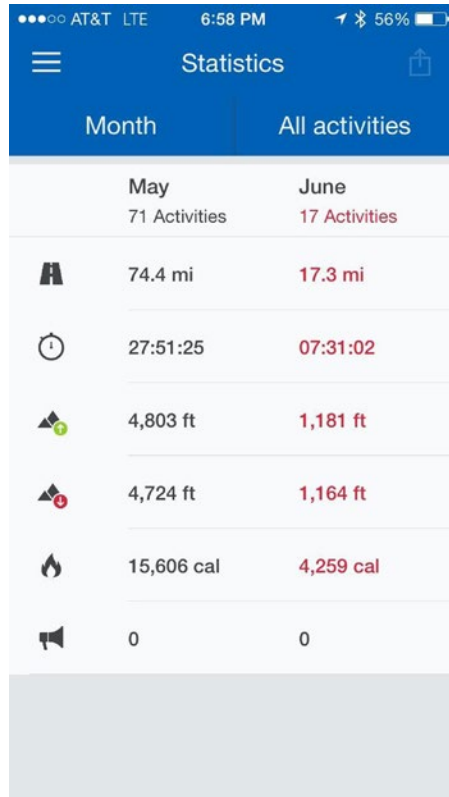 AT&T LTE 6:58 PM 56%
Statistics
Month All activities
May June
71 Activities 17 Activities
74.4 mi 17.3 mi
27:51:25 07:31:02
4,803 ft 1,181 ft
4,724 ft 1,164 ft
15,606 cal 4,259 cal
0 0